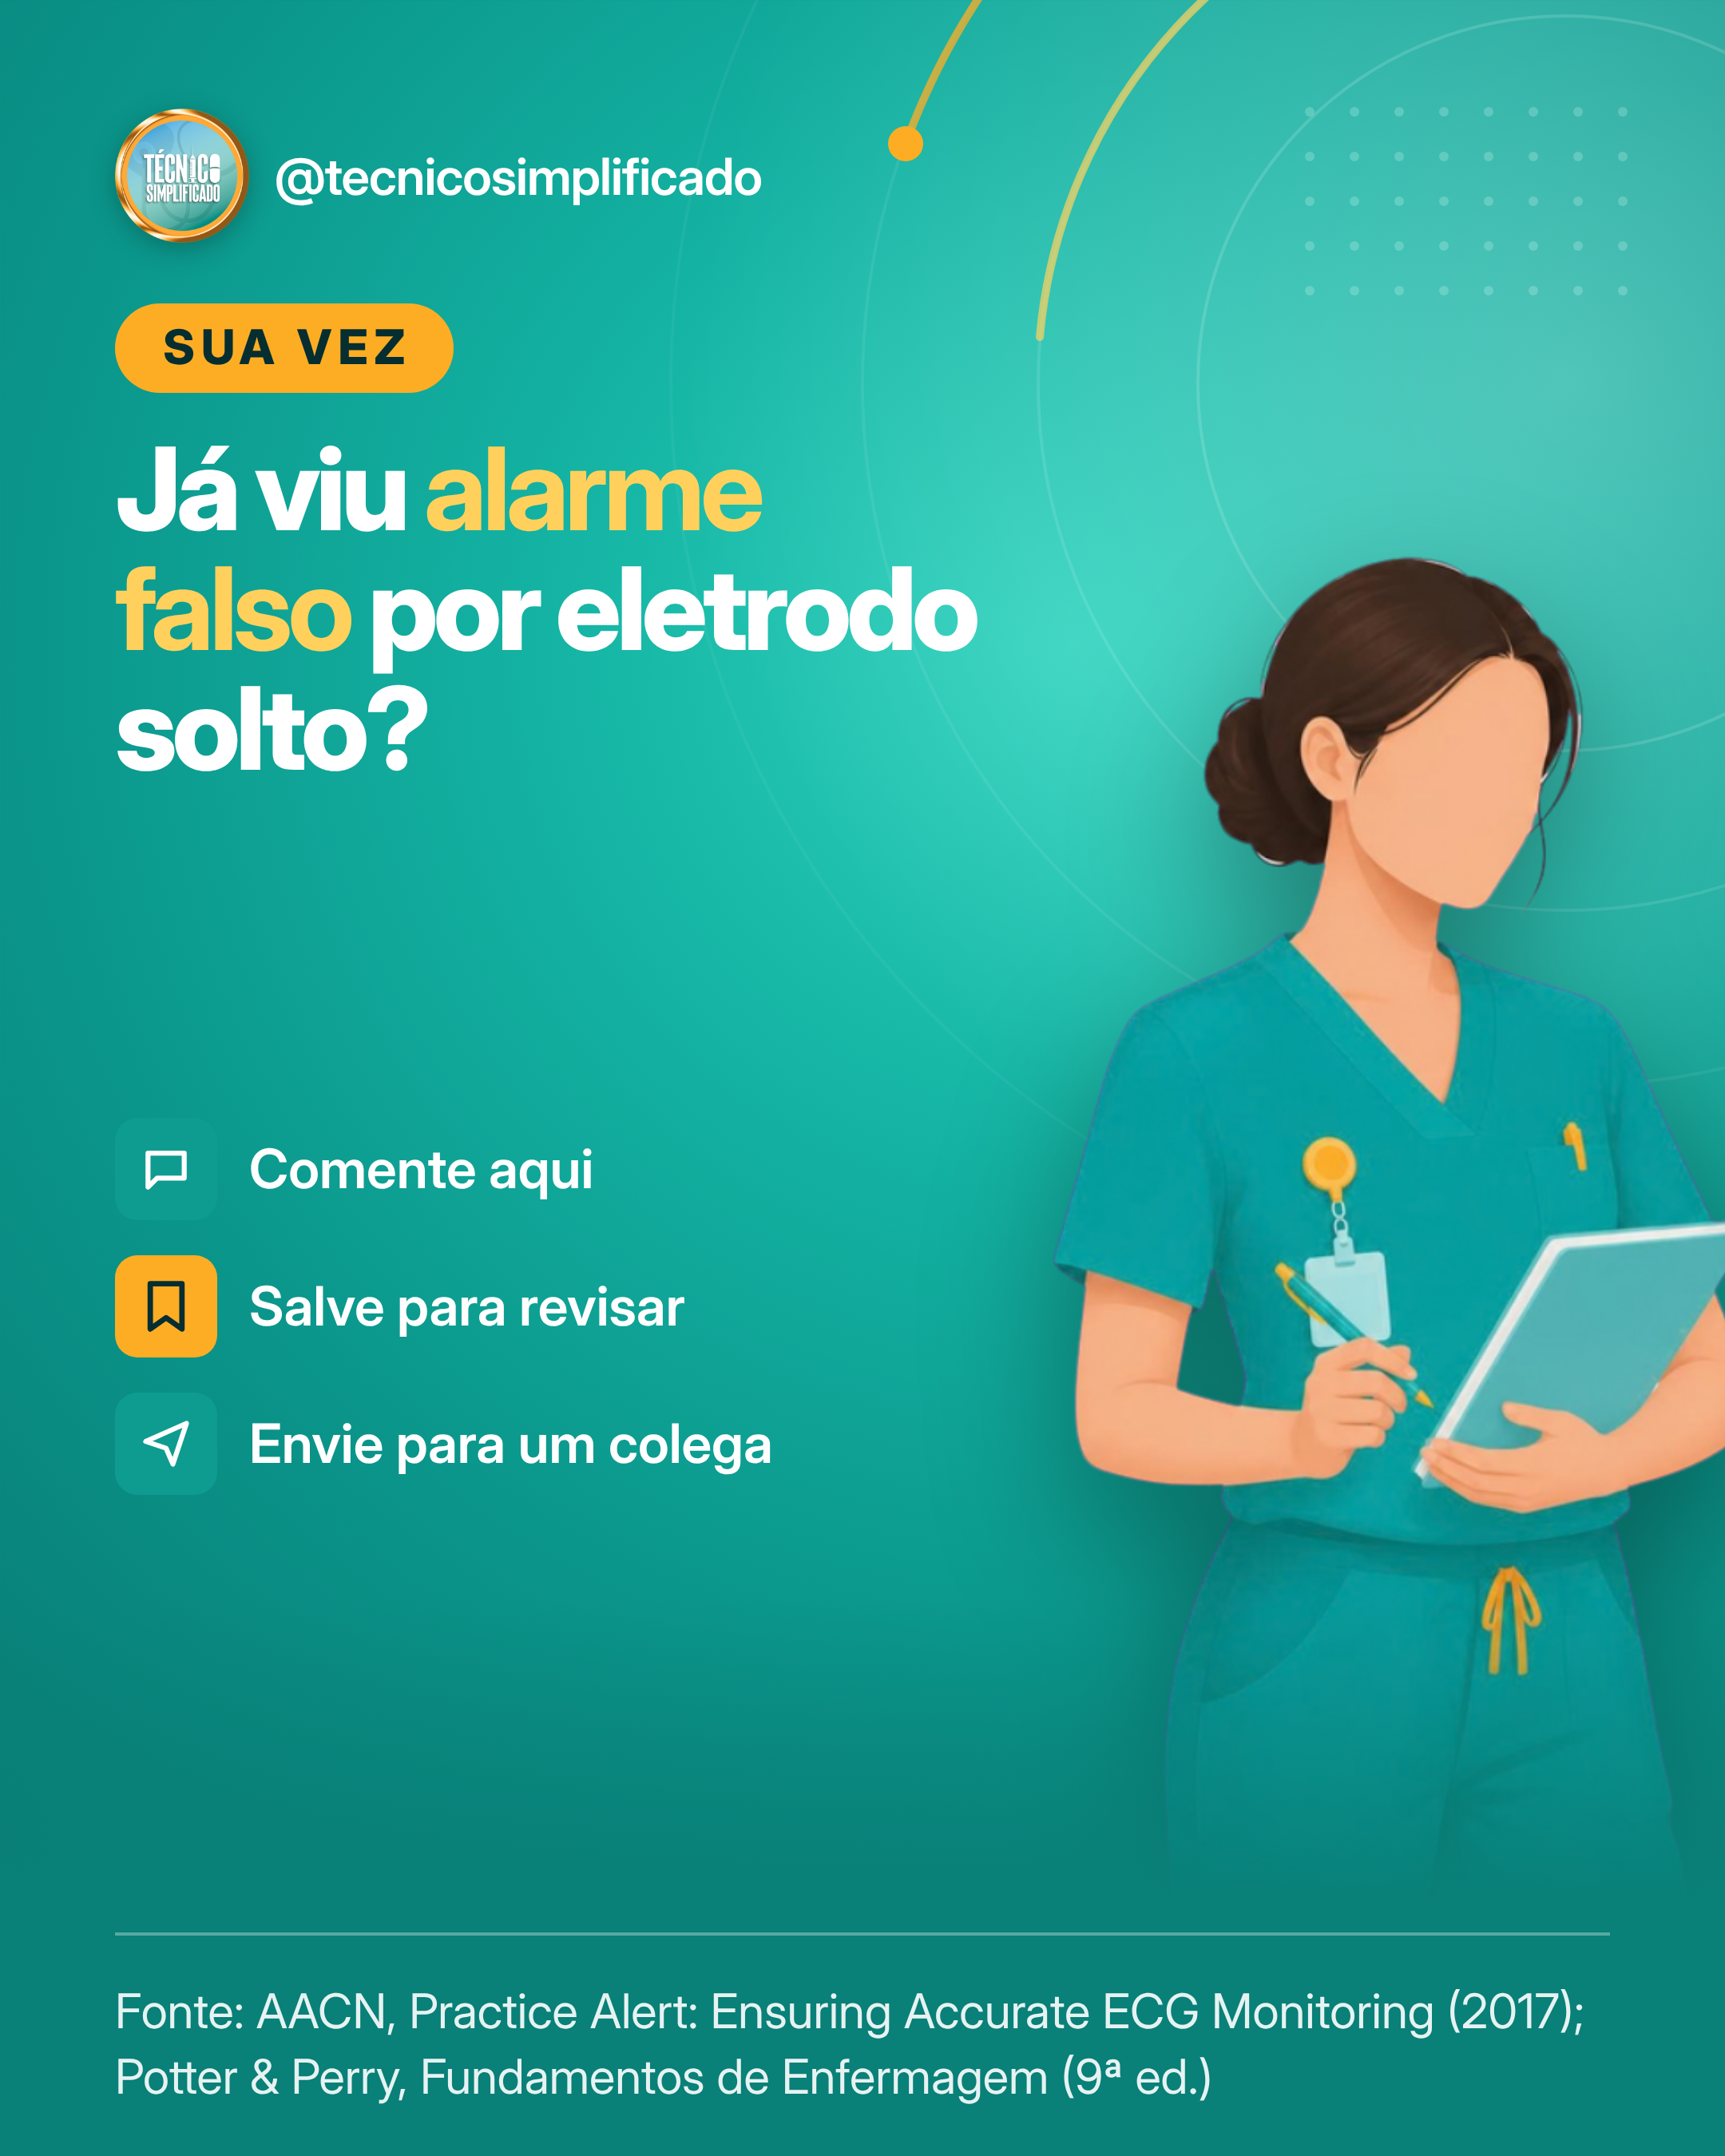 TÉCNICO
SIMPLIFICADO
@tecnicosimplificado
SUA VEZ
Já viu alarme
falso por eletrodo
solto?
Comente aqui
Salve para revisar
Envie para um colega
Fonte: AACN, Practice Alert: Ensuring Accurate ECG Monitoring (2017);
Potter & Perry, Fundamentos de Enfermagem (9ª ed.)